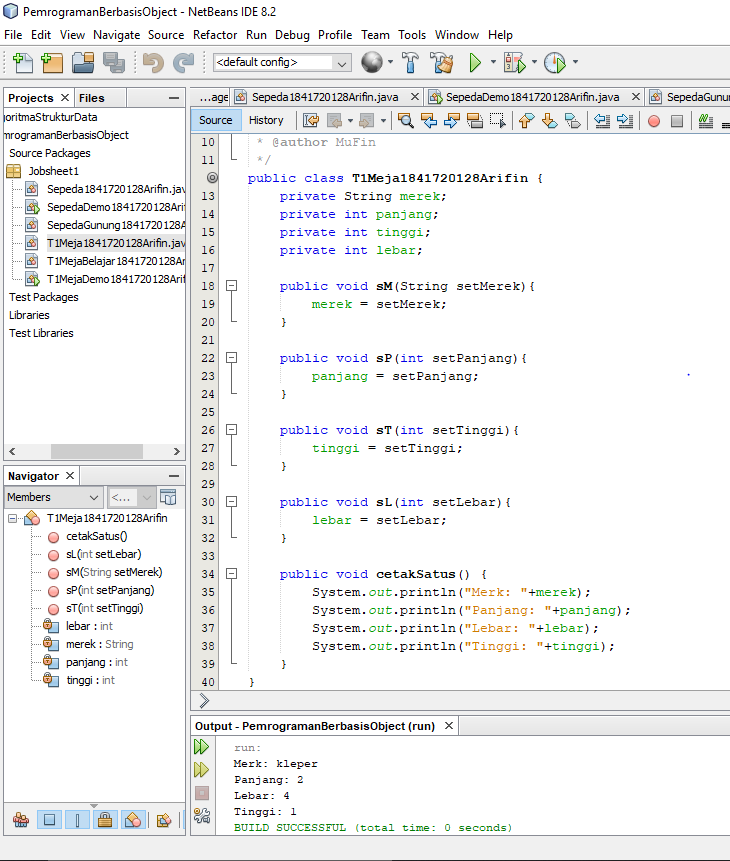 PemrogramanBerbasisObject - NetBeans IDE 8.2
File Edit View Navigate Source Refactor Run Debug Profile Team Tools Window Help
<default config>
Projects Files
goritmaStrukturData
mrogramanBerbasisObject
Source Packages
Jobsheet1
Sepeda1841720128Arifin.jav
SepedaDemo1841720128Arif
SepedaGunung1841720128A
T1Meja1841720128Arifin.jav
T1MejaBelajar1841720128Ar
T1MejaDemo1841720128Arif
Test Packages
Libraries
Test Libraries
Navigator
Members <...
T1Meja1841720128Arifin
cetakSatus()
sL(int setLebar)
sM(String setMerek)
sP(int setPanjang)
sT(int setTinggi)
lebar : int
merek : String
panjang : int
tinggi : int
...age Sepeda1841720128Arifin.java SepedaDemo1841720128Arifin.java SepedaGunun
Source History
10 * @author MuFin
11 */
public class T1Meja1841720128Arifin {
13 private String merek;
14 private int panjang;
15 private int tinggi;
16 private int lebar;
17
18 public void sM(String setMerek){
19 merek = setMerek;
20 }
21
22 public void sP(int setPanjang){
23 panjang = setPanjang;
24 }
25
26 public void sT(int setTinggi){
27 tinggi = setTinggi;
28 }
29
30 public void sL(int setLebar){
31 lebar = setLebar;
32 }
33
34 public void cetakSatus() {
35 System.out.println("Merk: "+merek);
36 System.out.println("Panjang: "+panjang);
37 System.out.println("Lebar: "+lebar);
38 System.out.println("Tinggi: "+tinggi);
39 }
40 }
Output - PemrogramanBerbasisObject (run)
run:
Merk: kleper
Panjang: 2
Lebar: 4
Tinggi: 1
BUILD SUCCESSFUL (total time: 0 seconds)